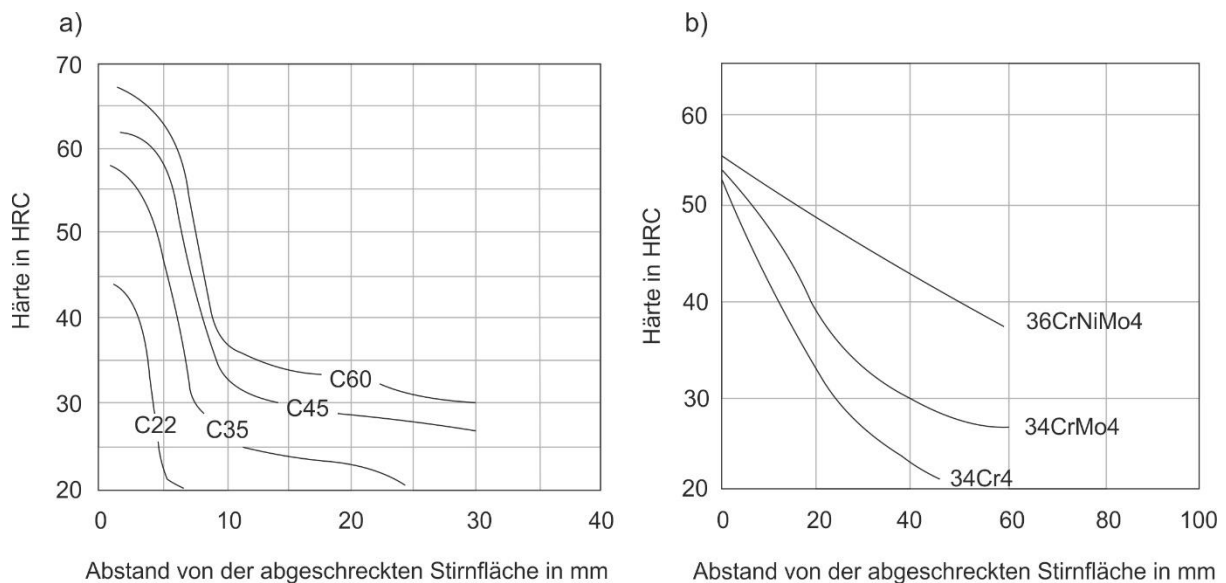 a)
70
60
50
40
30
20
Härte in HRC
C60
C45
C22
C35
0
10
20
30
40
Abstand von der abgeschreckten Stirnfläche in mm
b)
60
50
40
30
20
Härte in HRC
36CrNiMo4
34CrMo4
34Cr4
0
20
40
60
80
100
Abstand von der abgeschreckten Stirnfläche in mm